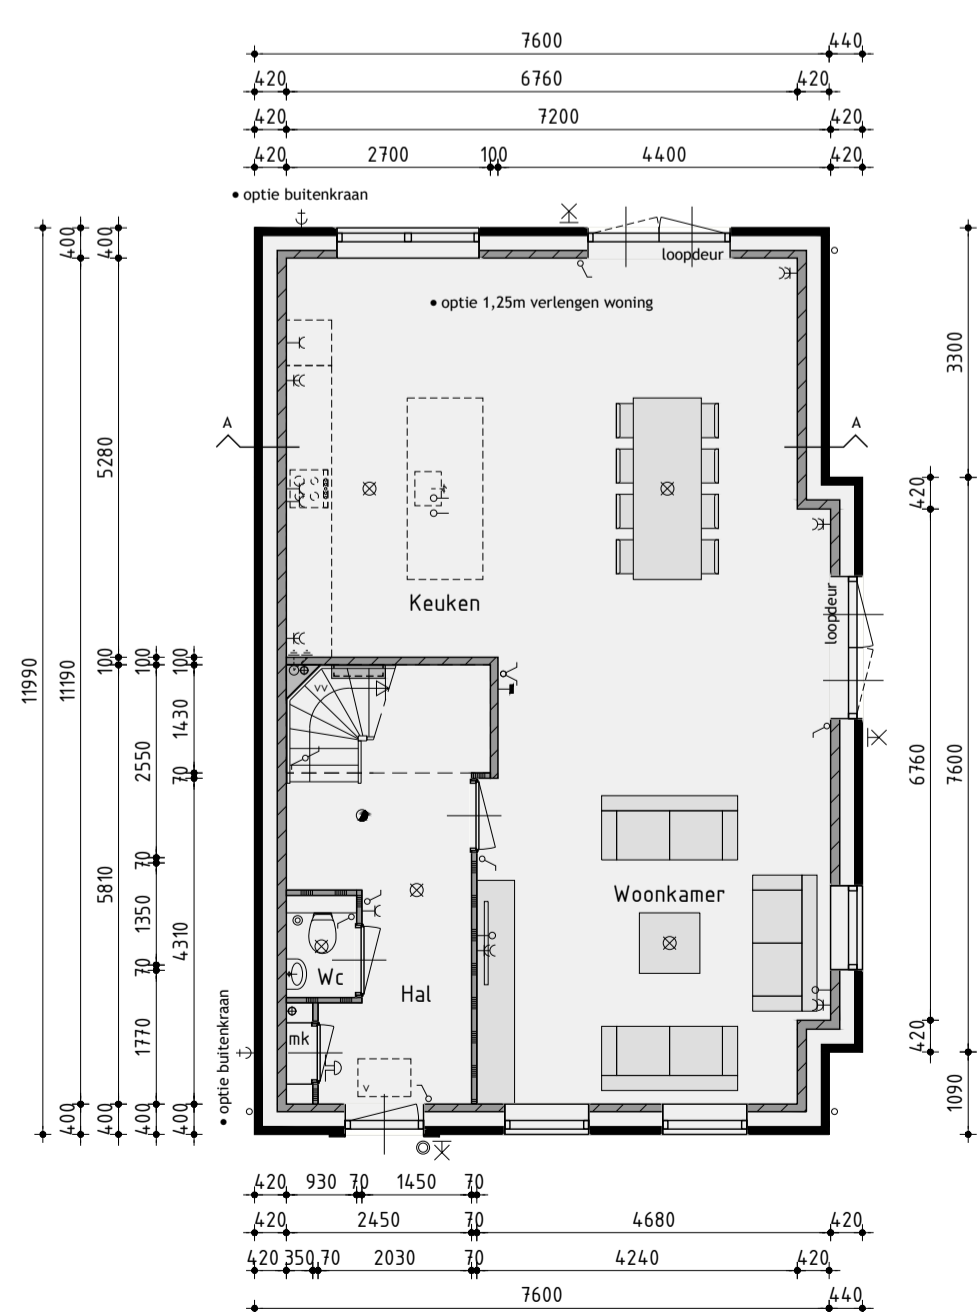 7600 440
420 6760 420
420 7200 420
420 2700 100 4400 420
• optie buitenkraan
loopdeur
• optie 1,25m verlengen woning
400
400
400
3300
A
A
5280
420
Keuken
loopdeur
11990
11190
100
100
100
vv
1430
2550
70
6760
7600
70
5810
1350
4310
Woonkamer
70
Wc
Hal
• optie buitenkraan
1770
mk
420
v
1090
400
400
400
400
420 930 70 1450 70
420 2450 70 4680 420
420 350 70 2030 70 4240 420
7600 440